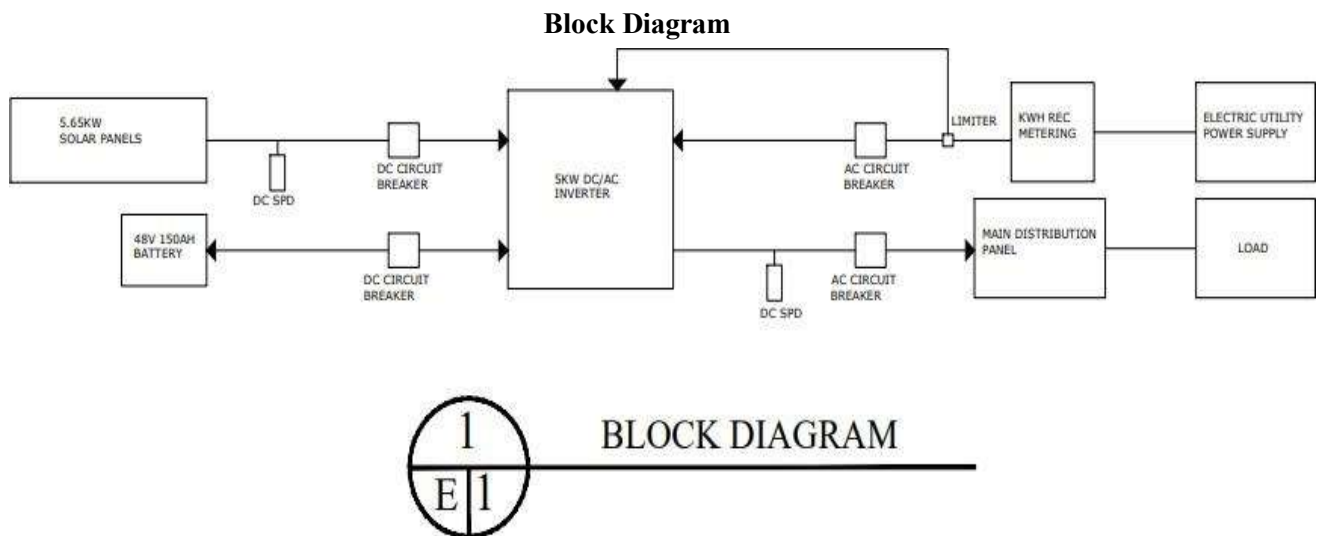 Block Diagram
5.65KW
SOLAR PANELS
DC SPD
DC CIRCUIT
BREAKER
5KW DC/AC
INVERTER
LIMITER
AC CIRCUIT
BREAKER
KWH REC
METERING
ELECTRIC UTILITY
POWER SUPPLY
48V 150AH
BATTERY
DC CIRCUIT
BREAKER
DC SPD
AC CIRCUIT
BREAKER
MAIN DISTRIBUTION
PANEL
LOAD
1
E 1
BLOCK DIAGRAM